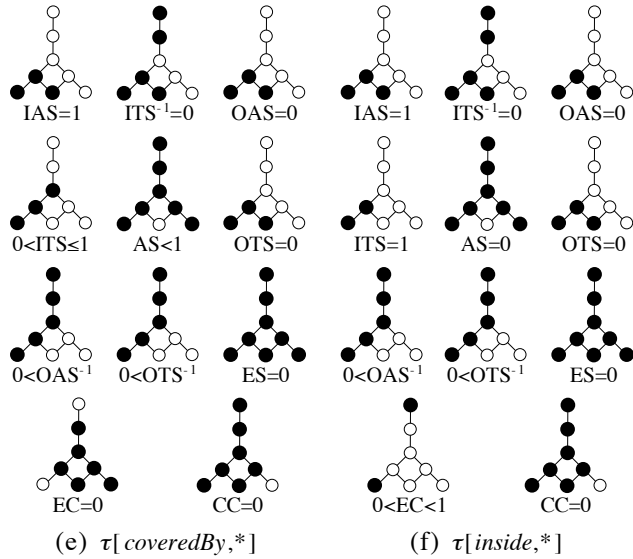 IAS=1 ITS⁻¹=0 OAS=0 IAS=1 ITS⁻¹=0 OAS=0
0<ITS≤1 AS<1 OTS=0 ITS=1 AS=0 OTS=0
0<OAS⁻¹ 0<OTS⁻¹ ES=0 0<OAS⁻¹ 0<OTS⁻¹ ES=0
EC=0 CC=0 0<EC<1 CC=0
(e) τ[coveredBy,*] (f) τ[inside,*]